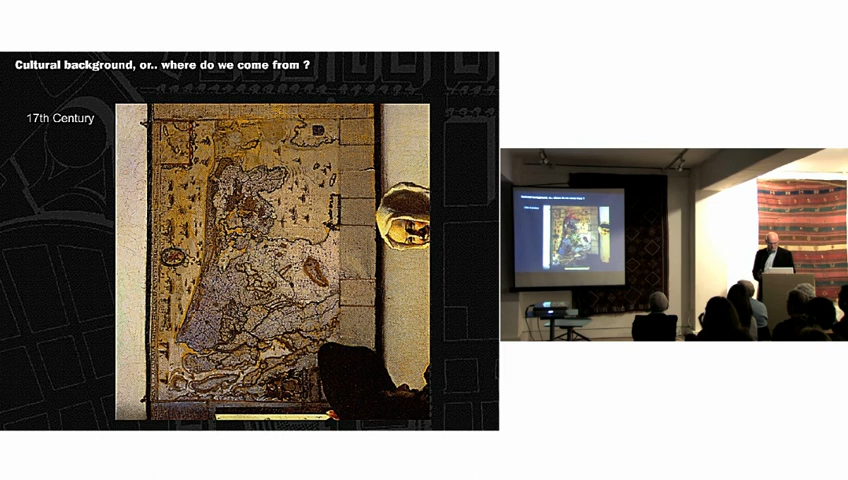 Cultural background, or.. where do we come from ?
17th Century